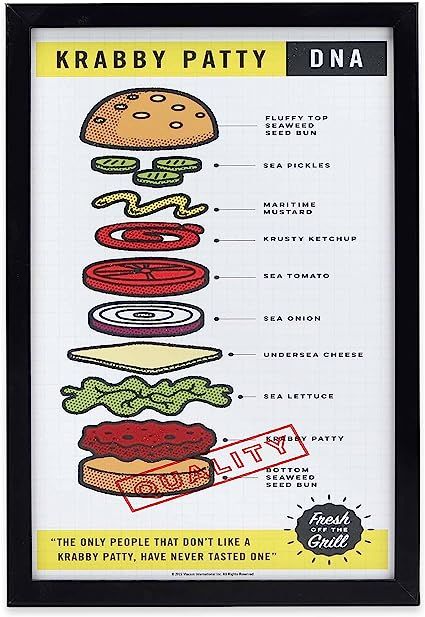 KRABBY PATTY DNA
FLUFFY TOP
SEAWEED
SEED BUN
SEA PICKLES
MARITIME
MUSTARD
KRUSTY KETCHUP
SEA TOMATO
SEA ONION
UNDERSEA CHEESE
SEA LETTUCE
KRABBY PATTY
QUALITY
BOTTOM
SEAWEED
SEED BUN
Fresh
OFF THE
Grill
"THE ONLY PEOPLE THAT DON'T LIKE A
KRABBY PATTY, HAVE NEVER TASTED ONE"
Viacom International Inc. All Rights Reserved